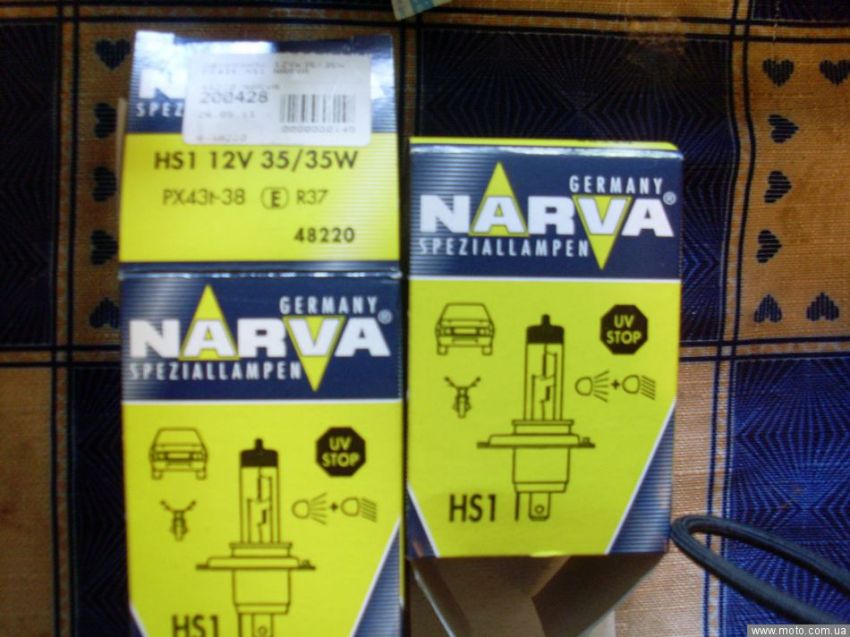 200428
SPEZ
HS1 12V 35/35W
PX43t-38 E R37
48220
GERMANY
NARVA®
SPEZIALLAMPEN
UV
STOP
HS1
GERMANY
NARVA®
SPEZIALLAMPEN
UV
STOP
HS1
www.moto.com.ua